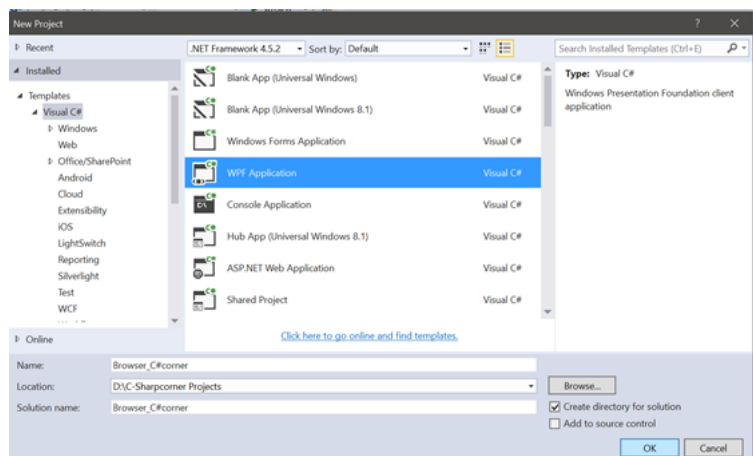 New Project
Recent
.NET Framework 4.5.2 Sort by: Default
Search Installed Templates (Ctrl+E)
Installed
Templates
Visual C#
Windows
Web
Office/SharePoint
Android
Cloud
Extensibility
iOS
LightSwitch
Reporting
Silverlight
Test
WCF
Online
Blank App (Universal Windows) Visual C#
Blank App (Universal Windows 8.1) Visual C#
Windows Forms Application Visual C#
WPF Application Visual C#
Console Application Visual C#
Hub App (Universal Windows 8.1) Visual C#
ASP.NET Web Application Visual C#
Shared Project Visual C#
Click here to go online and find templates.
Type: Visual C#
Windows Presentation Foundation client
application
Name: Browser_C#corner
Location: D:\C-Sharpcorner Projects
Browse...
Solution name: Browser_C#corner
Create directory for solution
Add to source control
OK Cancel